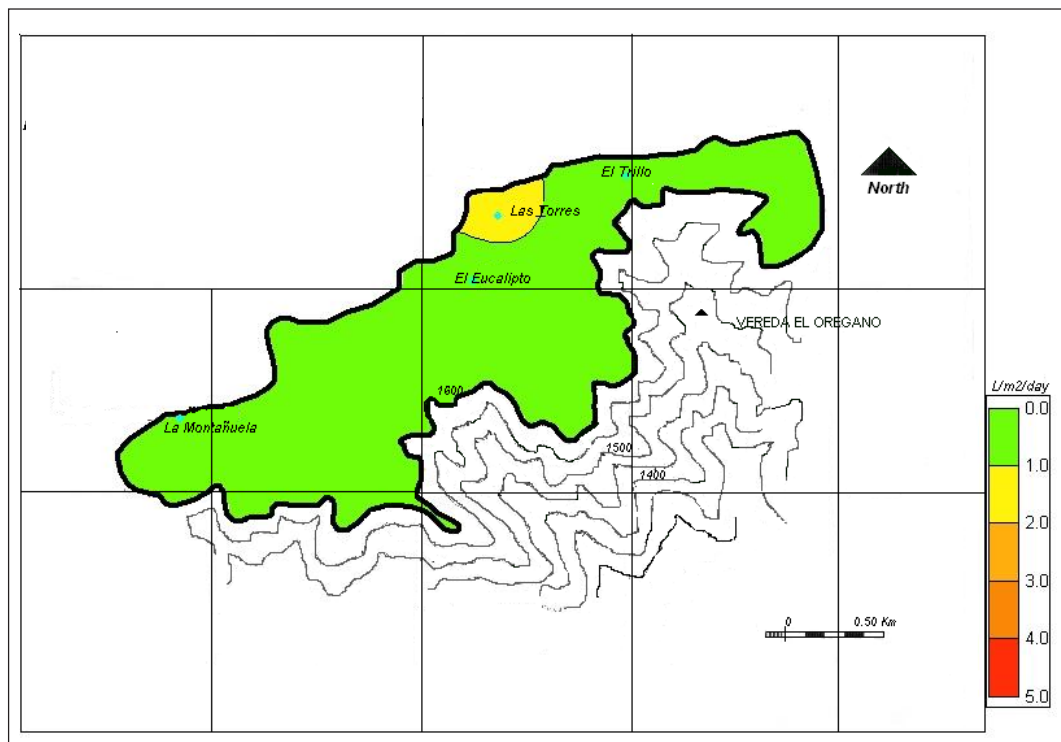 El Trillo
North
Las Torres
El Eucalipto
VEREDA EL OREGANO
1600
L/m2/day
0.0
La Montañuela
1500
1.0
1400
2.0
3.0
0 0.50 Km
4.0
5.0